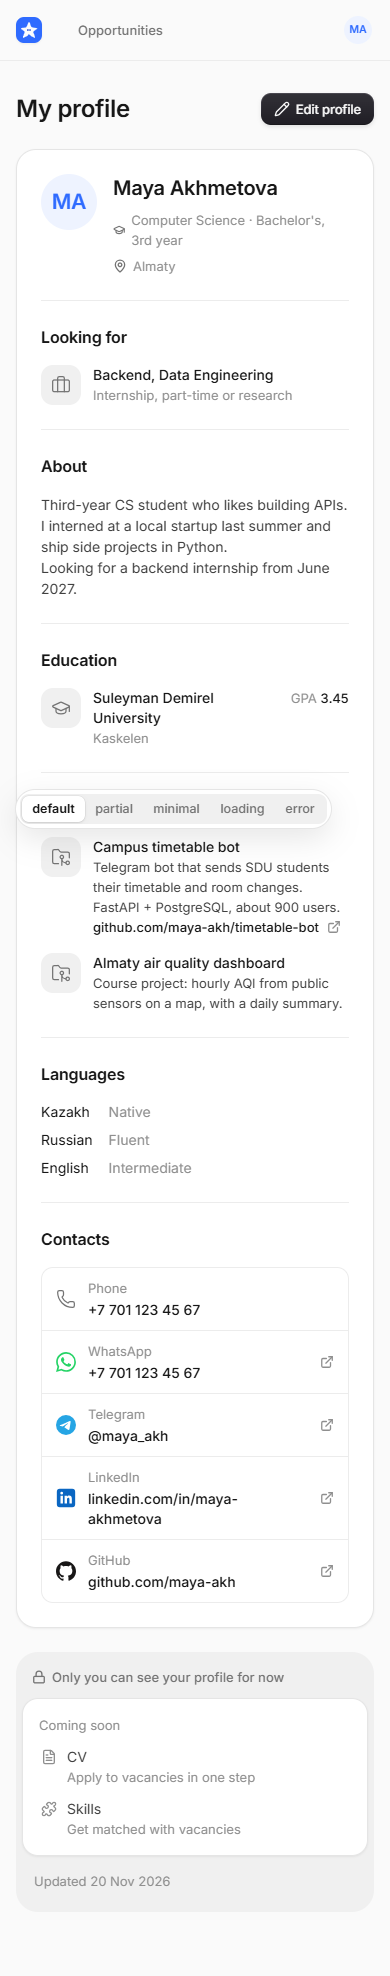 Opportunities
MA
My profile
Edit profile
MA
Maya Akhmetova
Computer Science · Bachelor's,
3rd year
Almaty
Looking for
Backend, Data Engineering
Internship, part-time or research
About
Third-year CS student who likes building APIs.
I interned at a local startup last summer and
ship side projects in Python.
Looking for a backend internship from June
2027.
Education
Suleyman Demirel
University
GPA 3.45
Kaskelen
default partial minimal loading error
Campus timetable bot
Telegram bot that sends SDU students
their timetable and room changes.
FastAPI + PostgreSQL, about 900 users.
github.com/maya-akh/timetable-bot
Almaty air quality dashboard
Course project: hourly AQI from public
sensors on a map, with a daily summary.
Languages
Kazakh Native
Russian Fluent
English Intermediate
Contacts
Phone
+7 701 123 45 67
WhatsApp
+7 701 123 45 67
Telegram
@maya_akh
LinkedIn
linkedin.com/in/maya-
akhmetova
GitHub
github.com/maya-akh
Only you can see your profile for now
Coming soon
CV
Apply to vacancies in one step
Skills
Get matched with vacancies
Updated 20 Nov 2026